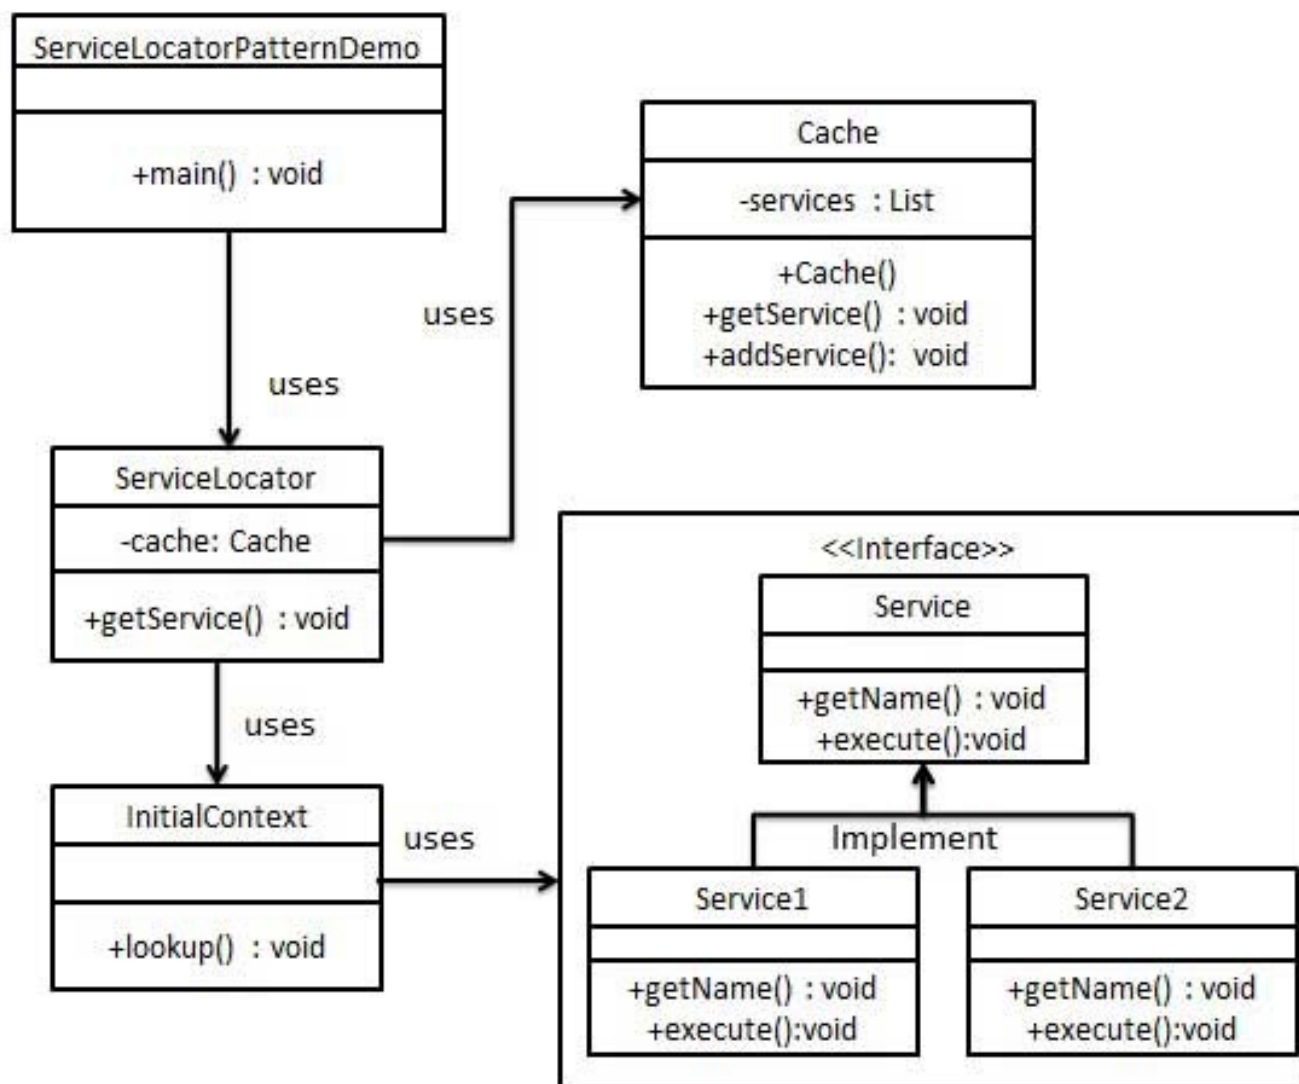 ServiceLocatorPatternDemo
+main() : void
uses
Cache
-services : List
+Cache()
+getService() : void
+addService(): void
uses
ServiceLocator
-cache: Cache
+getService() : void
uses
InitialContext
+lookup() : void
uses
<<Interface>>
Service
+getName() : void
+execute():void
Implement
Service1
+getName() : void
+execute():void
Service2
+getName() : void
+execute():void